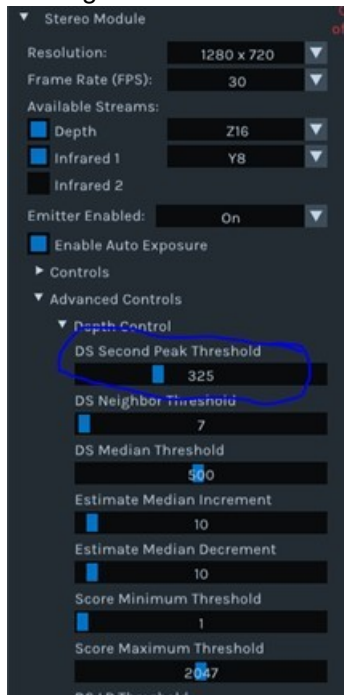 Stereo Module
Resolution: 1280 x 720
Frame Rate (FPS): 30
Available Streams:
Depth Z16
Infrared 1 Y8
Infrared 2
Emitter Enabled: On
Enable Auto Exposure
Controls
Advanced Controls
Depth Control
DS Second Peak Threshold
325
DS Neighbor Threshold
7
DS Median Threshold
500
Estimate Median Increment
10
Estimate Median Decrement
10
Score Minimum Threshold
1
Score Maximum Threshold
2047